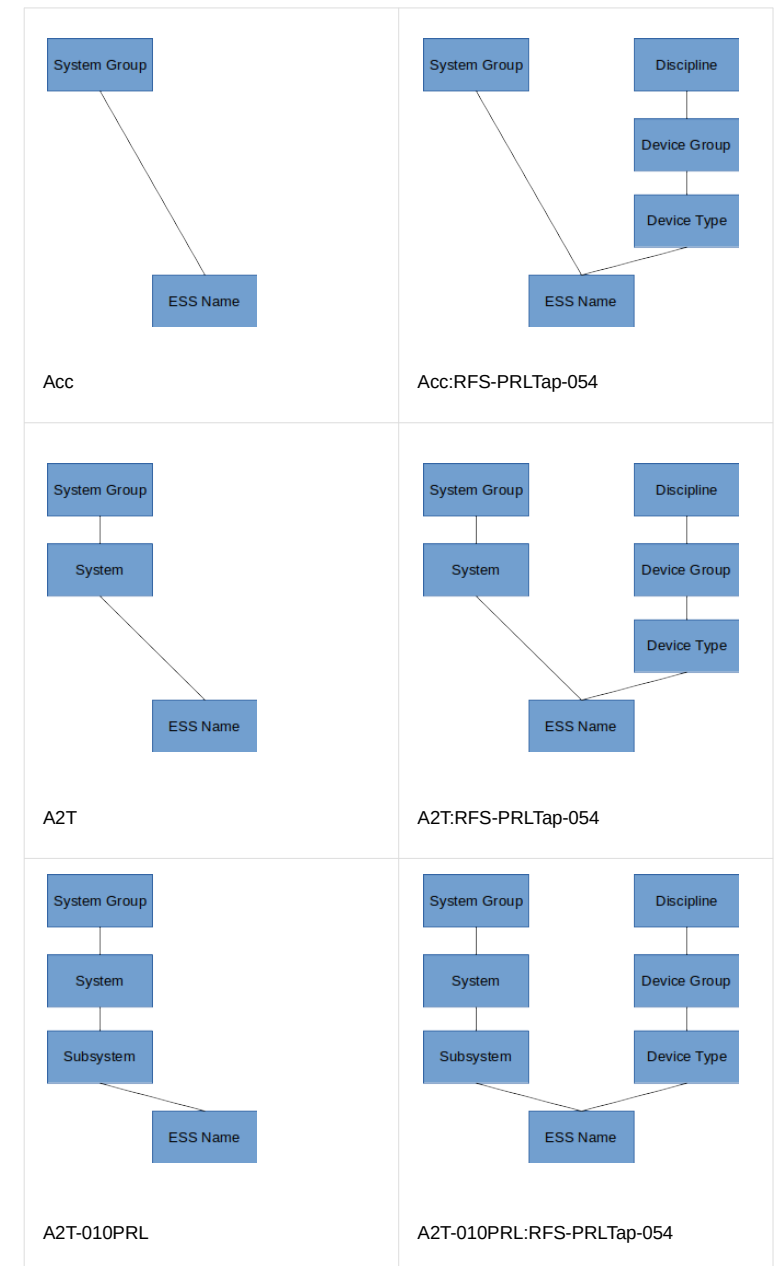 System Group
ESS Name
Acc
System Group
Discipline
Device Group
Device Type
ESS Name
Acc:RFS-PRLTap-054
System Group
System
ESS Name
A2T
System Group
Discipline
System
Device Group
Device Type
ESS Name
A2T:RFS-PRLTap-054
System Group
System
Subsystem
ESS Name
A2T-010PRL
System Group
Discipline
System
Device Group
Subsystem
Device Type
ESS Name
A2T-010PRL:RFS-PRLTap-054